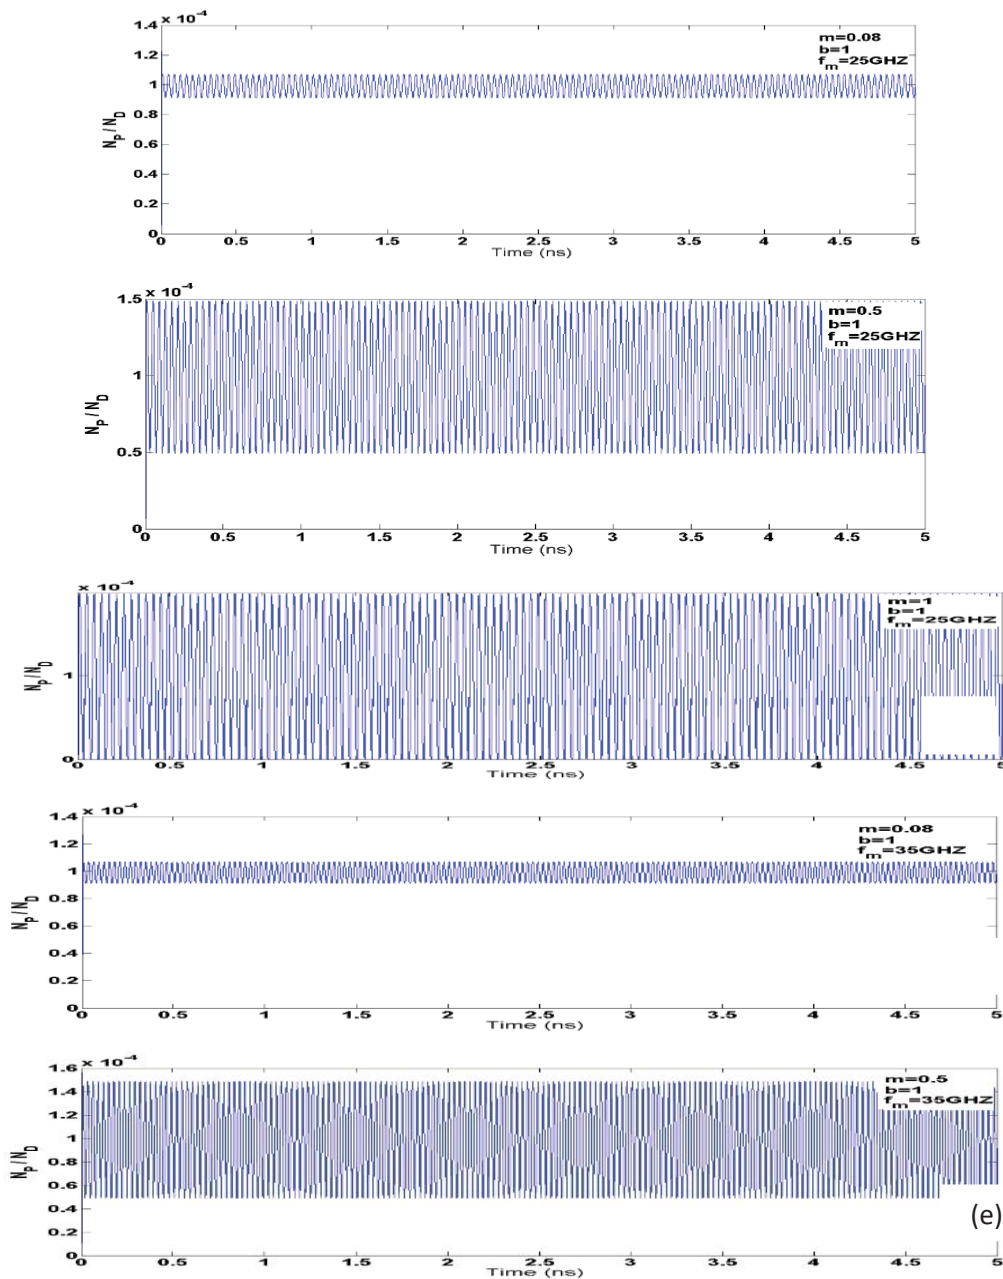 1.4 x 10⁻⁴
m=0.08
b=1
f_m=25GHZ
1.2
1
0.8
0.6
0.4
0.2
0
N_P/N_D
0 0.5 1 1.5 2 2.5 3 3.5 4 4.5 5
Time (ns)
1.5 x 10⁻⁴
m=0.5
b=1
f_m=25GHZ
1
0.5
0
N_P/N_D
0 0.5 1 1.5 2 2.5 3 3.5 4 4.5 5
Time (ns)
x 10⁻⁴
m=1
b=1
f_m=25GHZ
1
0
N_P/N_D
0 0.5 1 1.5 2 2.5 3 3.5 4 4.5 5
Time (ns)
1.4 x 10⁻⁴
m=0.08
b=1
f_m=35GHZ
1.2
1
0.8
0.6
0.4
0.2
0
N_P/N_D
0 0.5 1 1.5 2 2.5 3 3.5 4 4.5 5
Time (ns)
1.6 x 10⁻⁴
m=0.5
b=1
f_m=35GHZ
1.4
1.2
1
0.8
0.6
0.4
0.2
0
N_P/N_D
(e)
0 0.5 1 1.5 2 2.5 3 3.5 4 4.5 5
Time (ns)